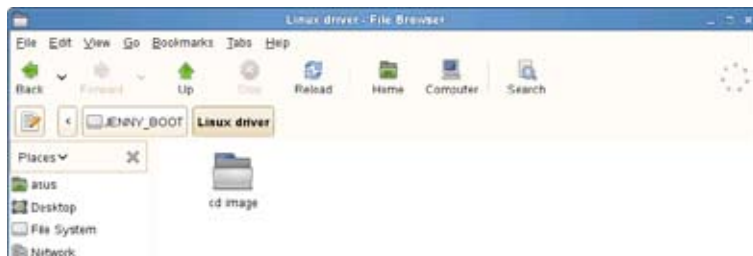 Linux driver - File Browser
File Edit View Go Bookmarks Tabs Help
Back Forward Up Stop Reload Home Computer Search
JENNY_BOOT Linux driver
Places
asus
Desktop
File System
Network
cd image